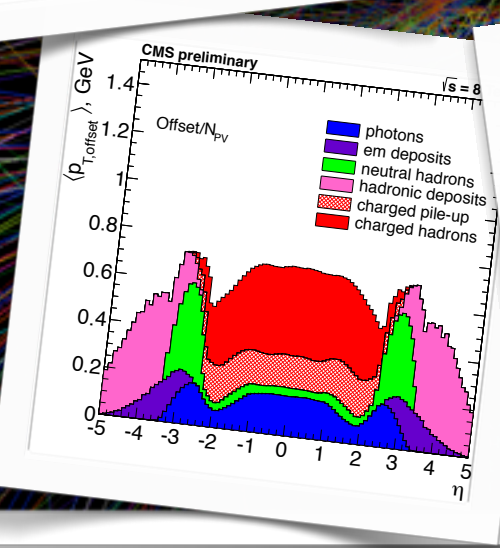 CMS preliminary
√s = 8
⟨p_T,offset⟩, GeV
Offset/N_PV
photons
em deposits
neutral hadrons
hadronic deposits
charged pile-up
charged hadrons
1.4
1.2
1
0.8
0.6
0.4
0.2
0
-5 -4 -3 -2 -1 0 1 2 3 4 5
η